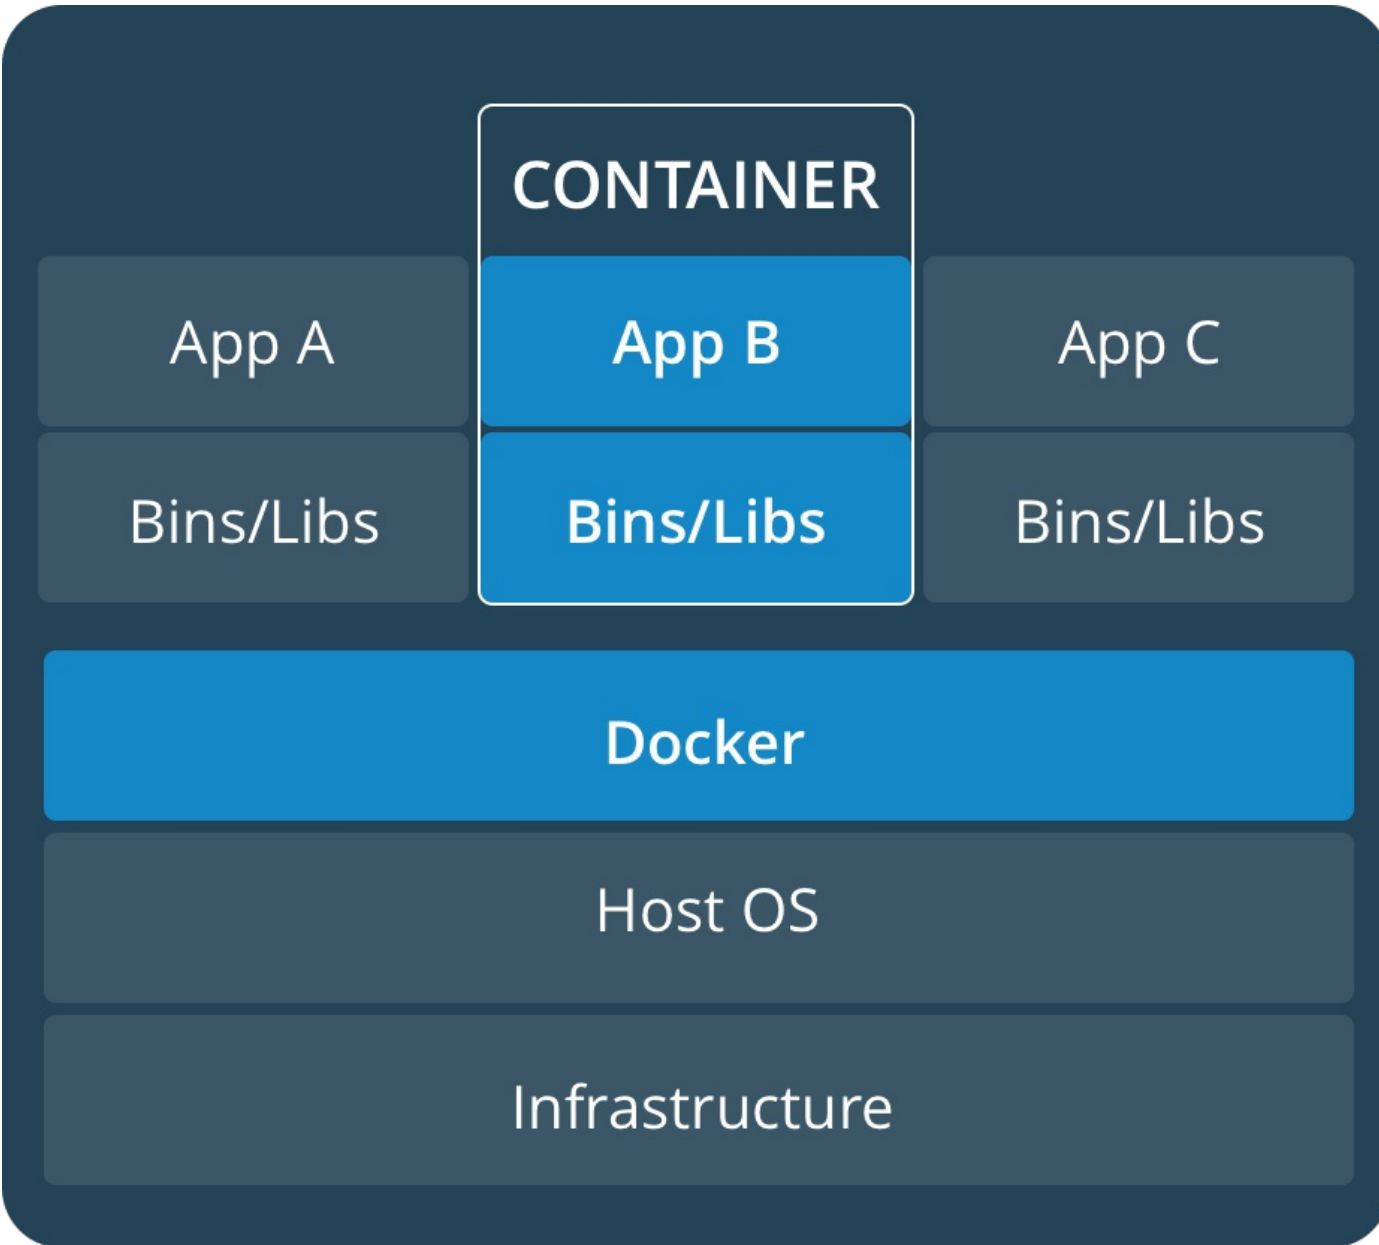 CONTAINER
App A
App B
App C
Bins/Libs
Bins/Libs
Bins/Libs
Docker
Host OS
Infrastructure